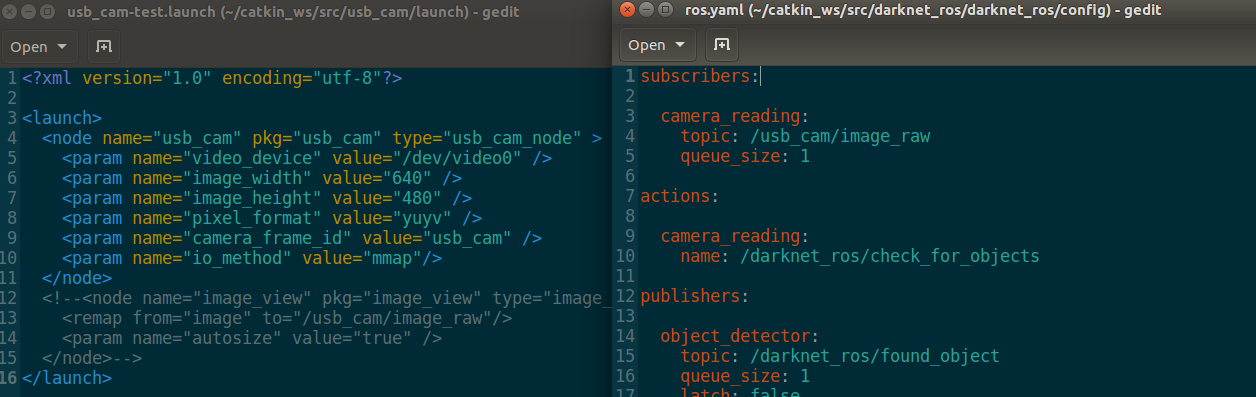 usb_cam-test.launch (~/catkin_ws/src/usb_cam/launch) - gedit
Open
1 <?xml version="1.0" encoding="utf-8"?>
2
3 <launch>
4 <node name="usb_cam" pkg="usb_cam" type="usb_cam_node" >
5 <param name="video_device" value="/dev/video0" />
6 <param name="image_width" value="640" />
7 <param name="image_height" value="480" />
8 <param name="pixel_format" value="yuyv" />
9 <param name="camera_frame_id" value="usb_cam" />
10 <param name="io_method" value="mmap"/>
11 </node>
12 <!--<node name="image_view" pkg="image_view" type="image_
13 <remap from="image" to="/usb_cam/image_raw"/>
14 <param name="autosize" value="true" />
15 </node>-->
16 </launch>
ros.yaml (~/catkin_ws/src/darknet_ros/darknet_ros/config) - gedit
Open
1 subscribers:
2
3 camera_reading:
4 topic: /usb_cam/image_raw
5 queue_size: 1
6
7 actions:
8
9 camera_reading:
10 name: /darknet_ros/check_for_objects
11
12 publishers:
13
14 object_detector:
15 topic: /darknet_ros/found_object
16 queue_size: 1
17 latch: false